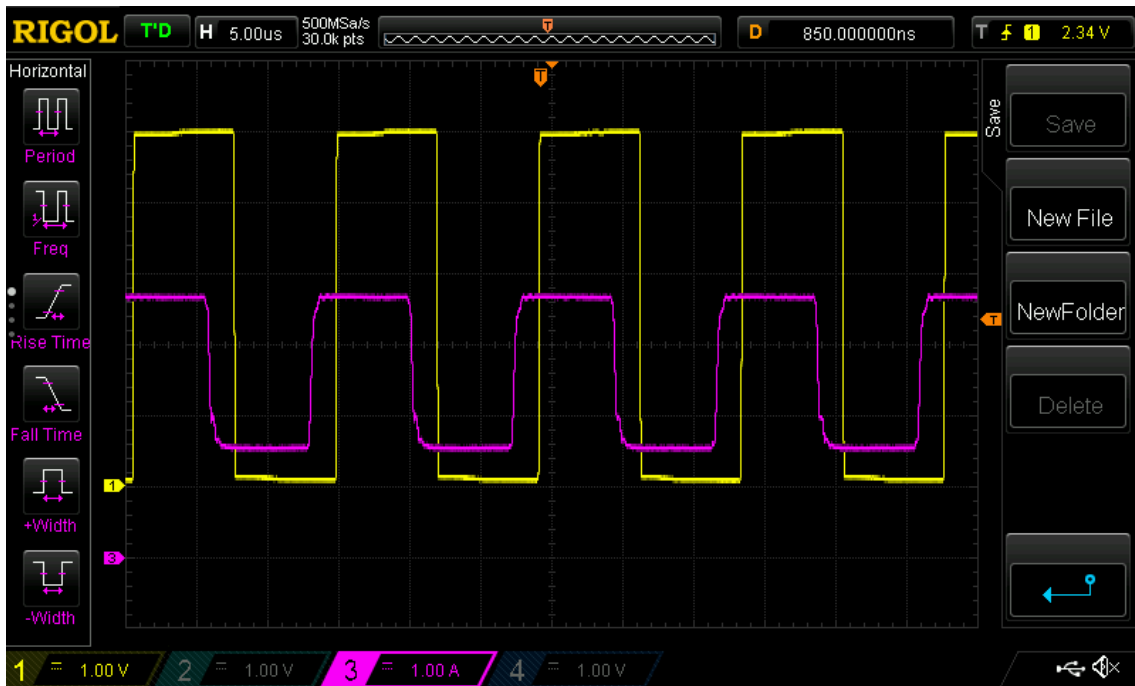 RIGOL T'D H 5.00us 500MSa/s D 850.000000ns T 1 2.34 V
30.0k pts
T
Horizontal
T
Save
Save
Period
New File
Freq
NewFolder
T
Rise Time
Delete
Fall Time
1
+Width
3
-Width
1 = 1.00 V 2 = 1.00 V 3 = 1.00 A 4 = 1.00 V